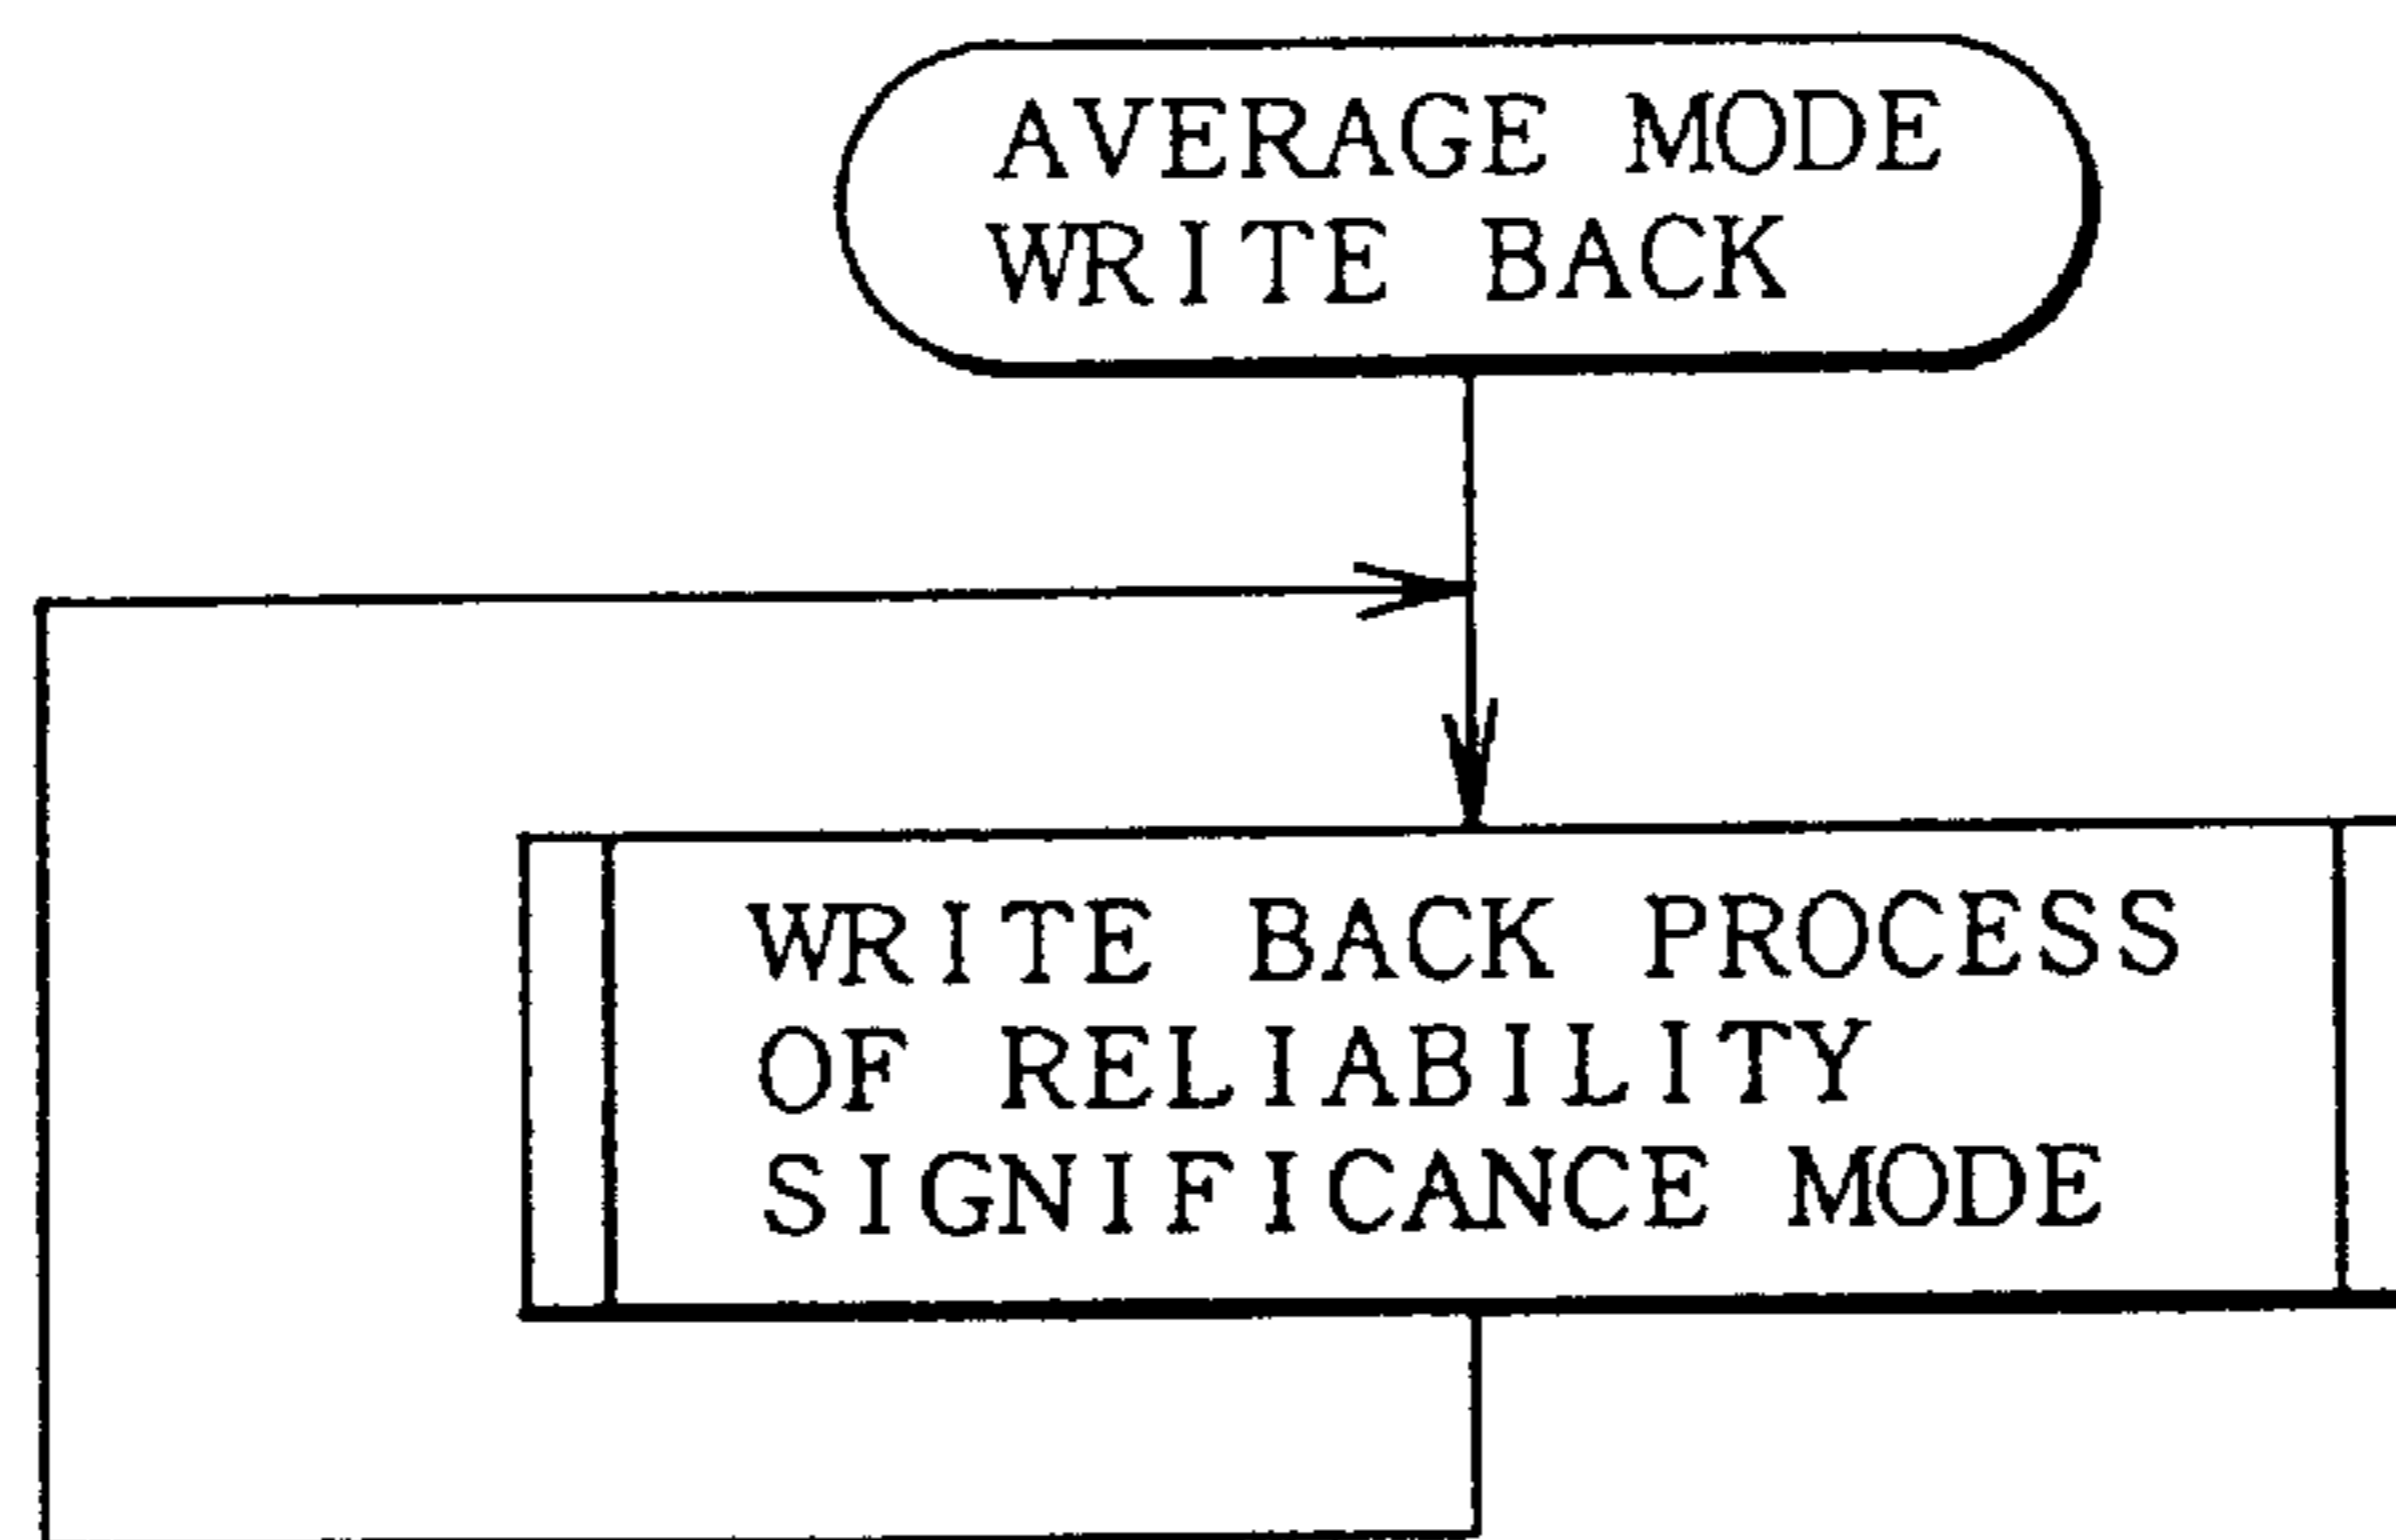 AVERAGE MODE
WRITE BACK
WRITE BACK PROCESS
OF RELIABILITY
SIGNIFICANCE MODE